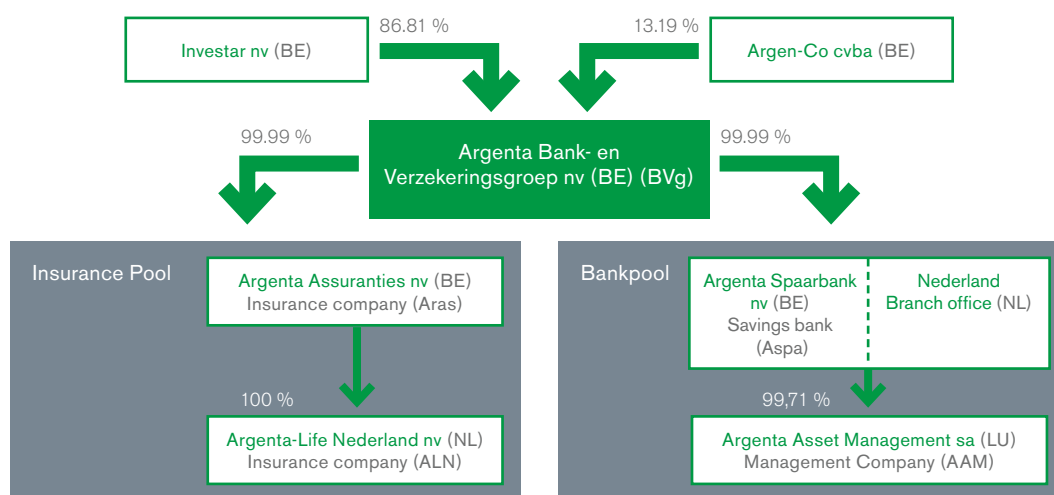 86.81 %
13.19 %
Investar nv (BE)
Argen-Co cvba (BE)
99.99 %
99.99 %
Argenta Bank- en
Verzekeringsgroep nv (BE) (BVg)
Insurance Pool
Argenta Assuranties nv (BE)
Insurance company (Aras)
100 %
Argenta-Life Nederland nv (NL)
Insurance company (ALN)
Bankpool
Argenta Spaarbank
nv (BE)
Savings bank
(Aspa)
Nederland
Branch office (NL)
99,71 %
Argenta Asset Management sa (LU)
Management Company (AAM)